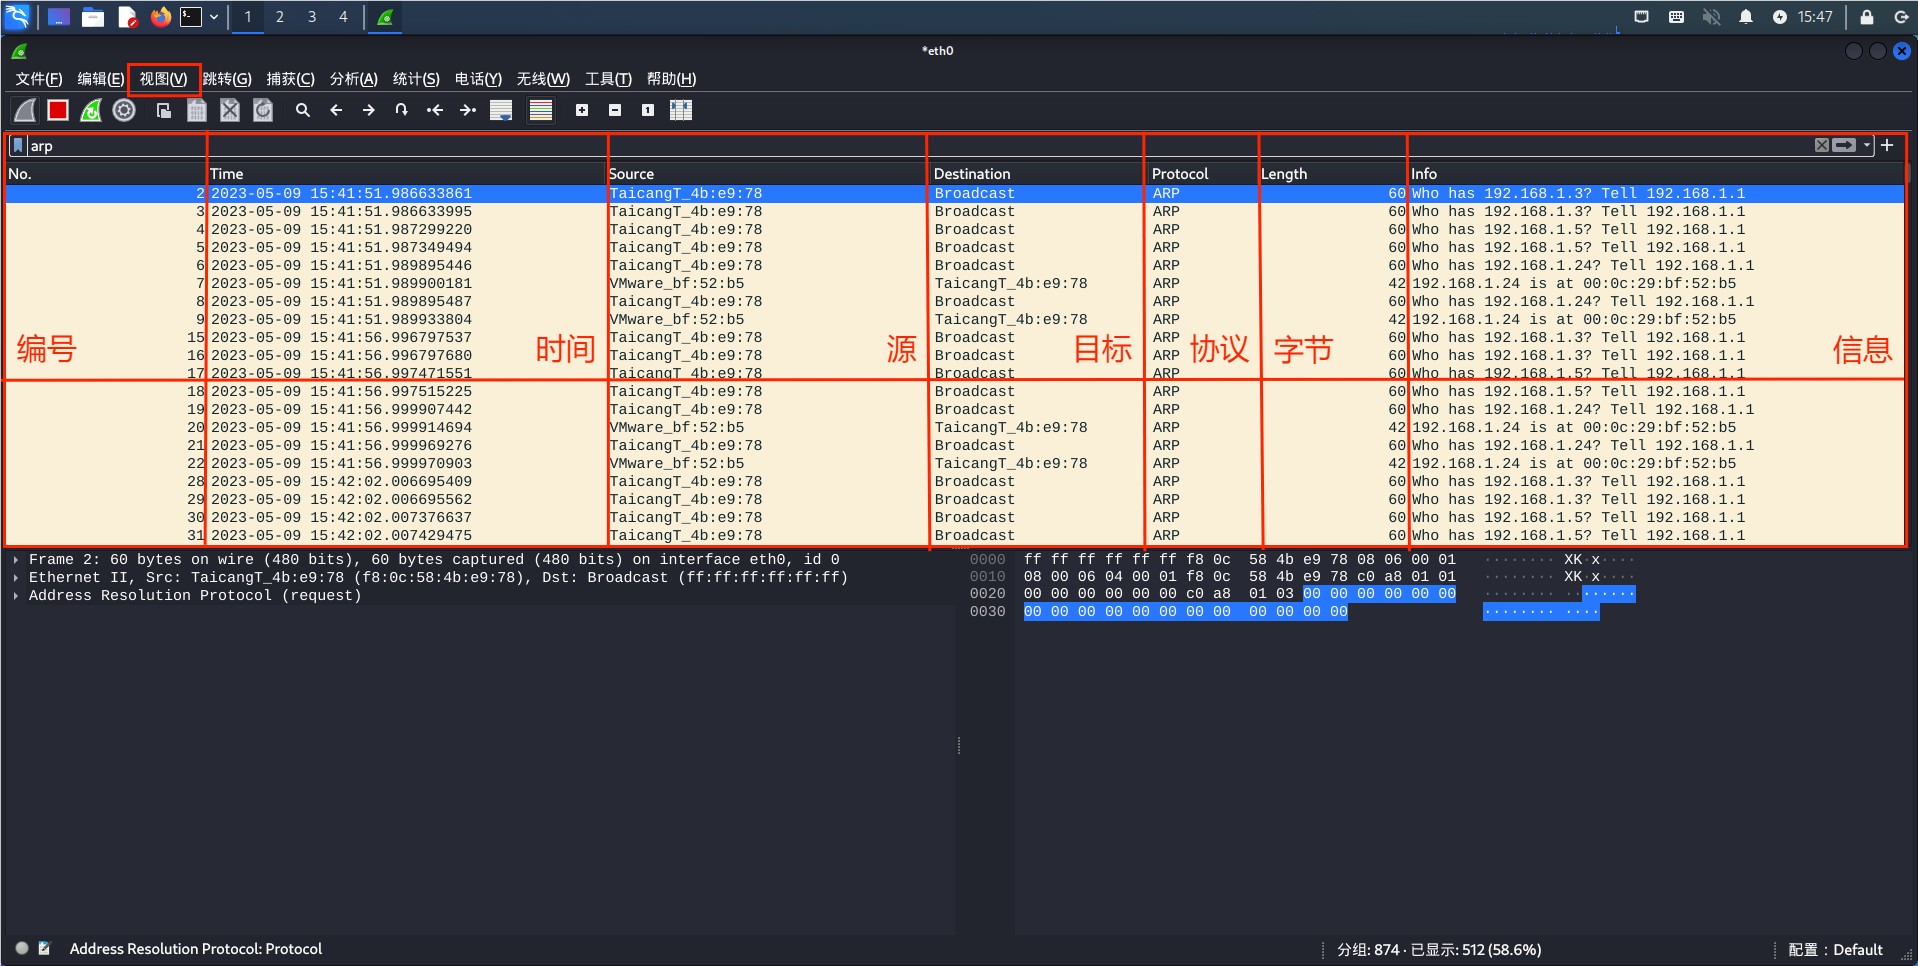 1 2 3 4 15:47
*eth0
文件(F) 编辑(E) 视图(V) 跳转(G) 捕获(C) 分析(A) 统计(S) 电话(Y) 无线(W) 工具(T) 帮助(H)
arp
No. Time Source Destination Protocol Length Info
2 2023-05-09 15:41:51.986633861 TaicangT_4b:e9:78 Broadcast ARP 60 Who has 192.168.1.3? Tell 192.168.1.1
3 2023-05-09 15:41:51.986633995 TaicangT_4b:e9:78 Broadcast ARP 60 Who has 192.168.1.3? Tell 192.168.1.1
4 2023-05-09 15:41:51.987299220 TaicangT_4b:e9:78 Broadcast ARP 60 Who has 192.168.1.5? Tell 192.168.1.1
5 2023-05-09 15:41:51.987349494 TaicangT_4b:e9:78 Broadcast ARP 60 Who has 192.168.1.5? Tell 192.168.1.1
6 2023-05-09 15:41:51.989895446 TaicangT_4b:e9:78 Broadcast ARP 60 Who has 192.168.1.24? Tell 192.168.1.1
7 2023-05-09 15:41:51.989900181 VMware_bf:52:b5 TaicangT_4b:e9:78 ARP 42 192.168.1.24 is at 00:0c:29:bf:52:b5
8 2023-05-09 15:41:51.989895487 TaicangT_4b:e9:78 Broadcast ARP 60 Who has 192.168.1.24? Tell 192.168.1.1
9 2023-05-09 15:41:51.989933804 VMware_bf:52:b5 TaicangT_4b:e9:78 ARP 42 192.168.1.24 is at 00:0c:29:bf:52:b5
15 2023-05-09 15:41:56.996797537 TaicangT_4b:e9:78 Broadcast ARP 60 Who has 192.168.1.3? Tell 192.168.1.1
编号 时间 源 目标 协议 字节 信息
16 2023-05-09 15:41:56.996797680 TaicangT_4b:e9:78 Broadcast ARP 60 Who has 192.168.1.3? Tell 192.168.1.1
17 2023-05-09 15:41:56.997471551 TaicangT_4b:e9:78 Broadcast ARP 60 Who has 192.168.1.5? Tell 192.168.1.1
18 2023-05-09 15:41:56.997515225 TaicangT_4b:e9:78 Broadcast ARP 60 Who has 192.168.1.5? Tell 192.168.1.1
19 2023-05-09 15:41:56.999907442 TaicangT_4b:e9:78 Broadcast ARP 60 Who has 192.168.1.24? Tell 192.168.1.1
20 2023-05-09 15:41:56.999914694 VMware_bf:52:b5 TaicangT_4b:e9:78 ARP 42 192.168.1.24 is at 00:0c:29:bf:52:b5
21 2023-05-09 15:41:56.999969276 TaicangT_4b:e9:78 Broadcast ARP 60 Who has 192.168.1.24? Tell 192.168.1.1
22 2023-05-09 15:41:56.999970903 VMware_bf:52:b5 TaicangT_4b:e9:78 ARP 42 192.168.1.24 is at 00:0c:29:bf:52:b5
28 2023-05-09 15:42:02.006695409 TaicangT_4b:e9:78 Broadcast ARP 60 Who has 192.168.1.3? Tell 192.168.1.1
29 2023-05-09 15:42:02.006695562 TaicangT_4b:e9:78 Broadcast ARP 60 Who has 192.168.1.3? Tell 192.168.1.1
30 2023-05-09 15:42:02.007376637 TaicangT_4b:e9:78 Broadcast ARP 60 Who has 192.168.1.5? Tell 192.168.1.1
31 2023-05-09 15:42:02.007429475 TaicangT_4b:e9:78 Broadcast ARP 60 Who has 192.168.1.5? Tell 192.168.1.1
Frame 2: 60 bytes on wire (480 bits), 60 bytes captured (480 bits) on interface eth0, id 0
Ethernet II, Src: TaicangT_4b:e9:78 (f8:0c:58:4b:e9:78), Dst: Broadcast (ff:ff:ff:ff:ff:ff)
Address Resolution Protocol (request)
0000 ff ff ff ff ff ff f8 0c 58 4b e9 78 08 06 00 01 ········ XK·x····
0010 08 00 06 04 00 01 f8 0c 58 4b e9 78 c0 a8 01 01 ········ XK·x····
0020 00 00 00 00 00 00 c0 a8 01 03 00 00 00 00 00 00 ········ ········
0030 00 00 00 00 00 00 00 00 00 00 00 00 ········ ····
Address Resolution Protocol: Protocol 分组: 874 · 已显示: 512 (58.6%) 配置：Default